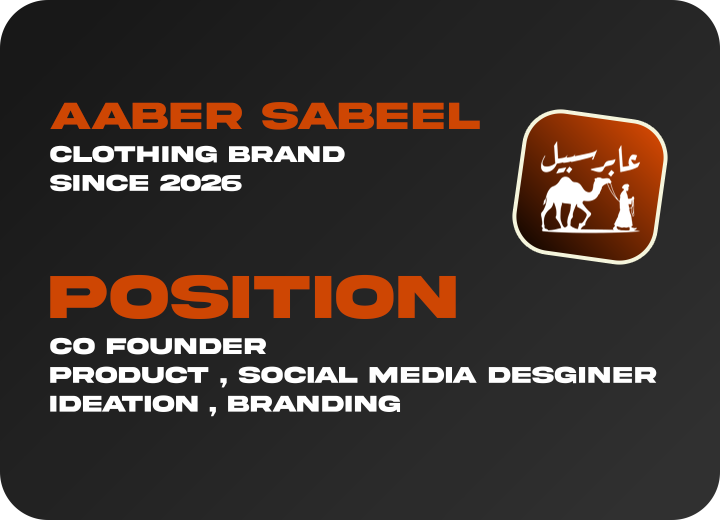 AABER SABEEL
CLOTHING BRAND
SINCE 2026
عابر سبيل
POSITION
CO FOUNDER
PRODUCT , SOCIAL MEDIA DESGINER
IDEATION , BRANDING